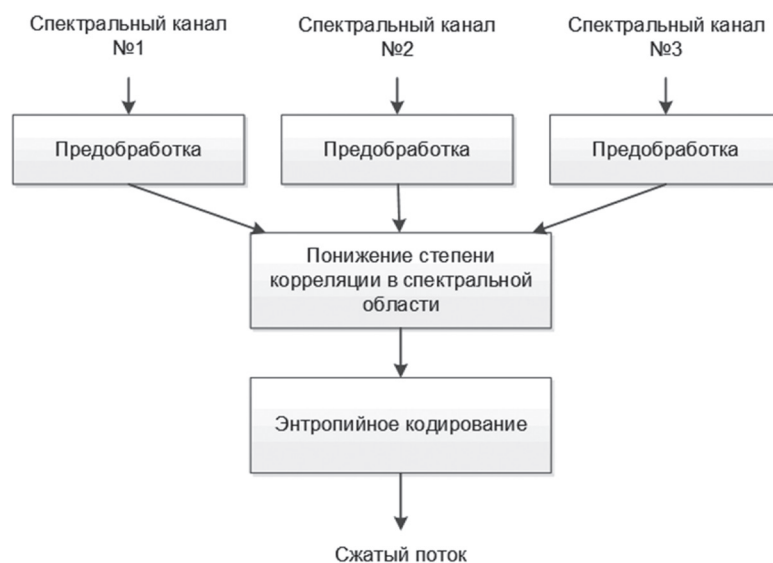 Спектральный канал
№1
Спектральный канал
№2
Спектральный канал
№3
Предобработка
Предобработка
Предобработка
Понижение степени
корреляции в спектральной
области
Энтропийное кодирование
Сжатый поток